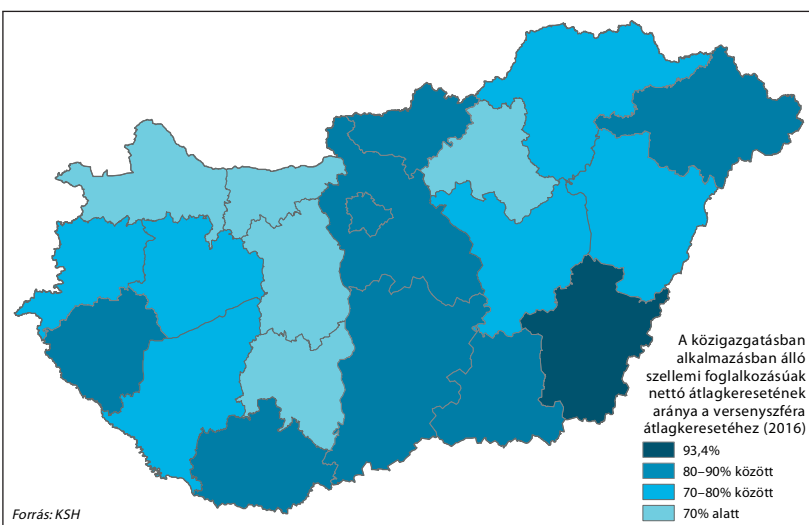 A közigazgatásban
alkalmazásban álló
szellemi foglalkozásúak
nettó átlagkeresetének
aránya a versenyszféra
átlagkeresetéhez (2016)
93,4%
80–90% között
70–80% között
70% alatt
Forrás: KSH